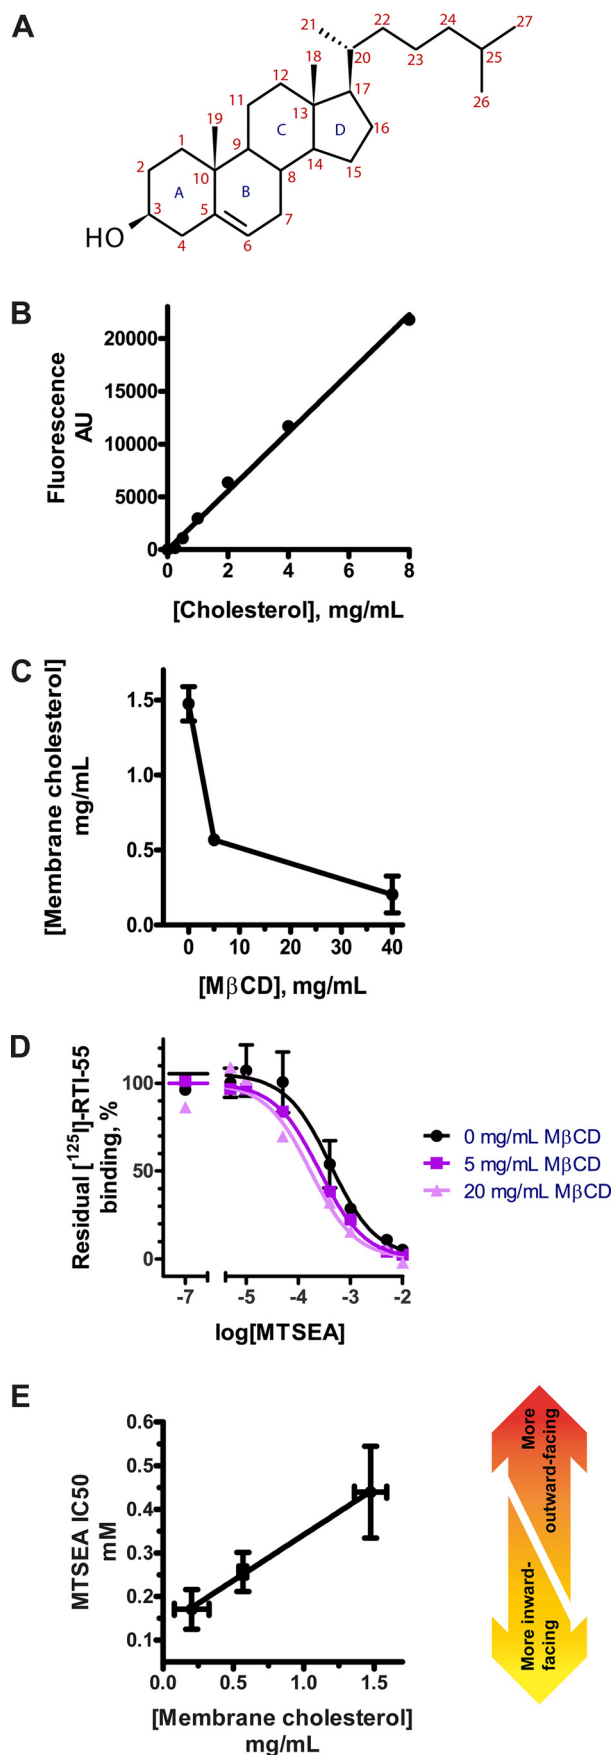 A
21
22
24
27
18
20
23
25
12
17
26
11
13
19
C
D
16
1
9
14
15
2
10
8
A
B
3
5
7
HO
4
6
B
20000
15000
10000
5000
0
Fluorescence
AU
0
2
4
6
8
[Cholesterol], mg/mL
C
1.5
1.0
0.5
0.0
[Membrane cholesterol]
mg/mL
0
10
20
30
40
[MβCD], mg/mL
D
100
50
0
Residual [125I]-RTI-55
binding, %
0 mg/mL MβCD
5 mg/mL MβCD
20 mg/mL MβCD
-7
-5
-4
-3
-2
log[MTSEA]
E
0.6
0.5
0.4
0.3
0.2
0.1
MTSEA IC50
mM
0.0
0.5
1.0
1.5
[Membrane cholesterol]
mg/mL
More
outward-facing
More inward-
facing